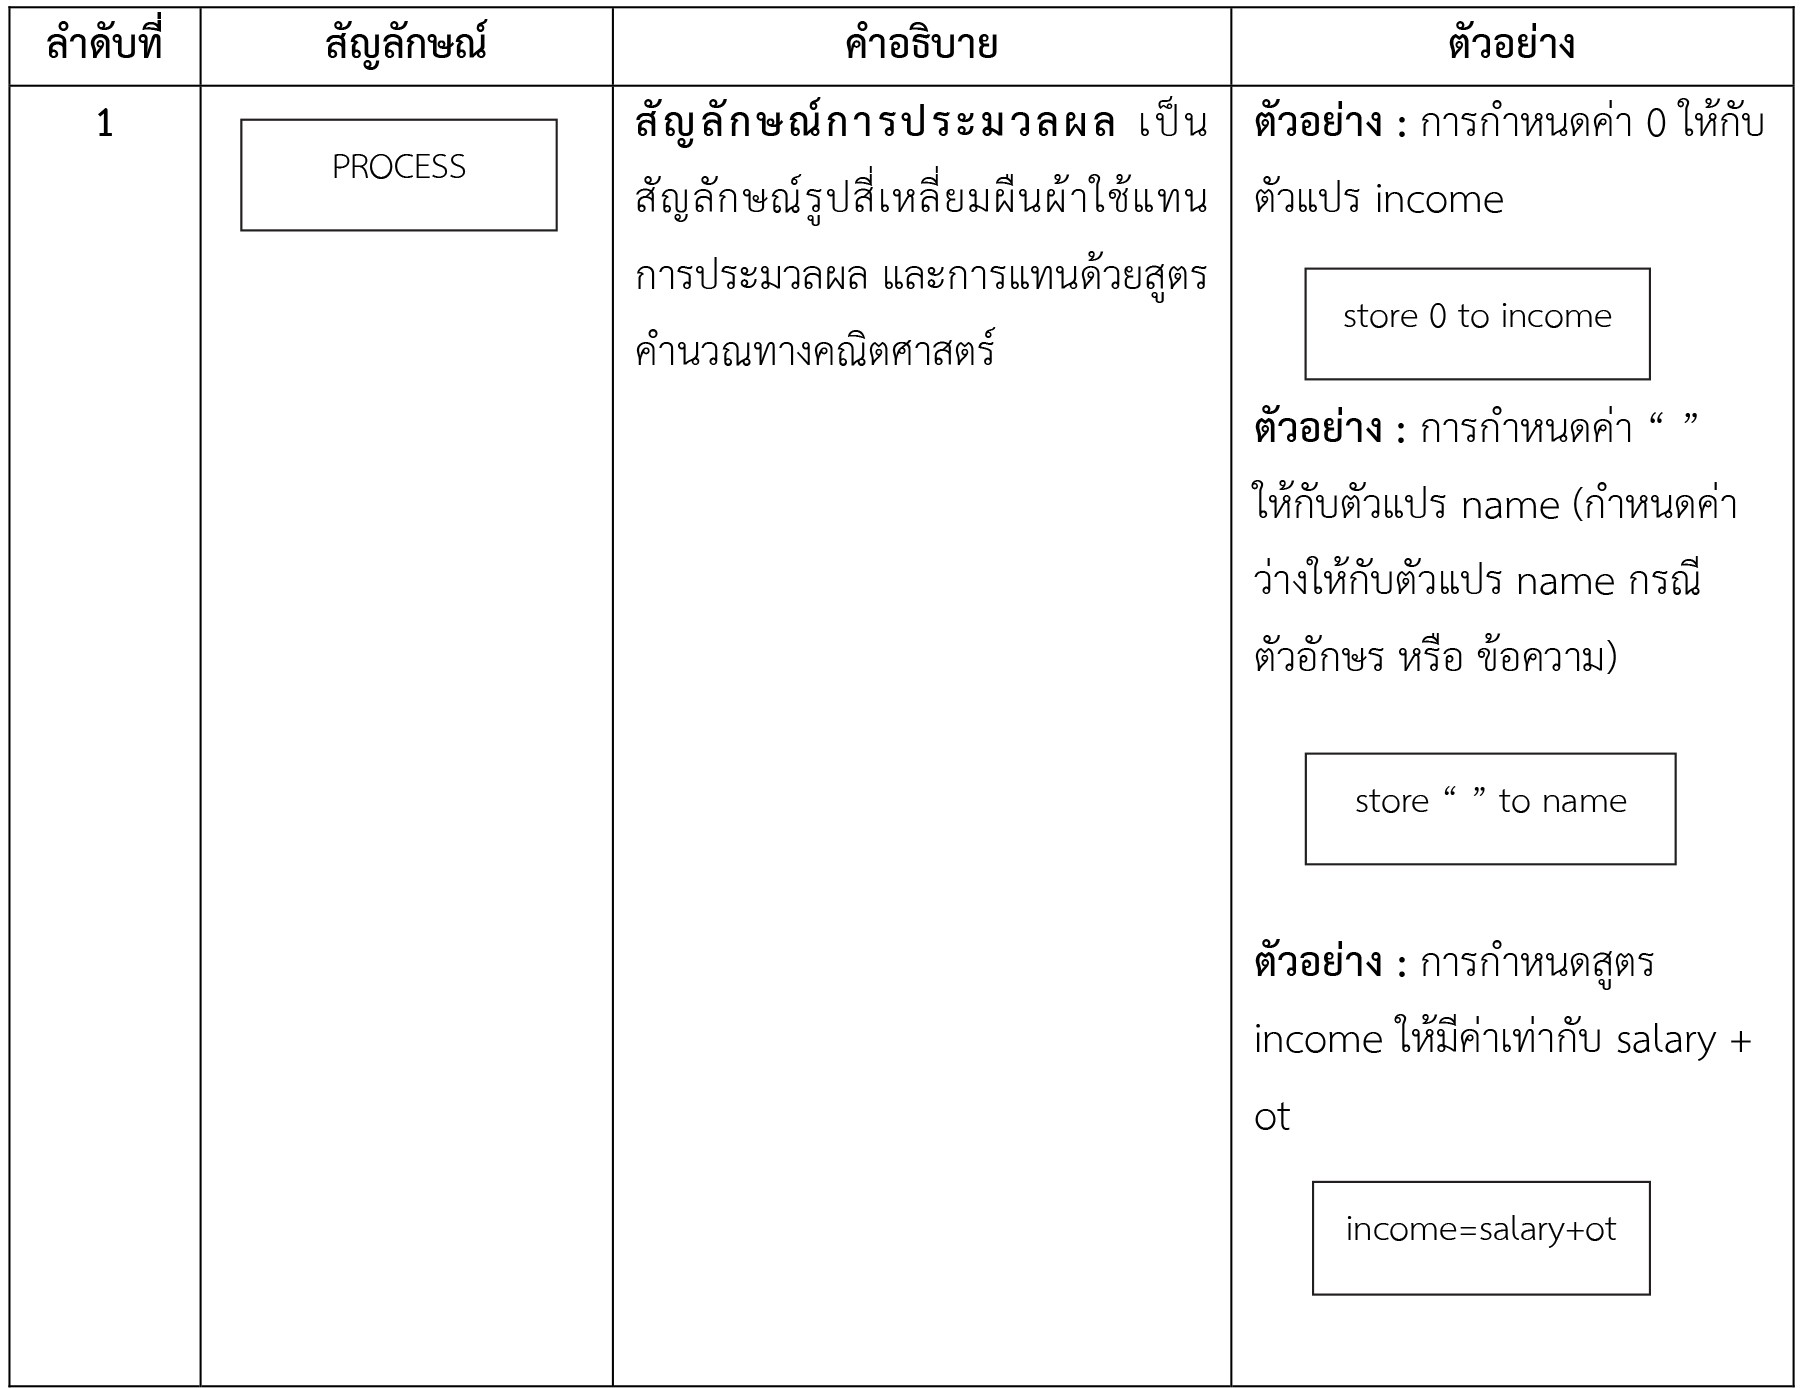 ลำดับที่
สัญลักษณ์
คำอธิบาย
ตัวอย่าง
1
PROCESS
สัญลักษณ์การประมวลผล เป็น
สัญลักษณ์รูปสี่เหลี่ยมผืนผ้าใช้แทน
การประมวลผล และการแทนด้วยสูตร
คำนวณทางคณิตศาสตร์
ตัวอย่าง : การกำหนดค่า 0 ให้กับ
ตัวแปร income
store 0 to income
ตัวอย่าง : การกำหนดค่า “ ”
ให้กับตัวแปร name (กำหนดค่า
ว่างให้กับตัวแปร name กรณี
ตัวอักษร หรือ ข้อความ)
store “ ” to name
ตัวอย่าง : การกำหนดสูตร
income ให้มีค่าเท่ากับ salary +
ot
income=salary+ot